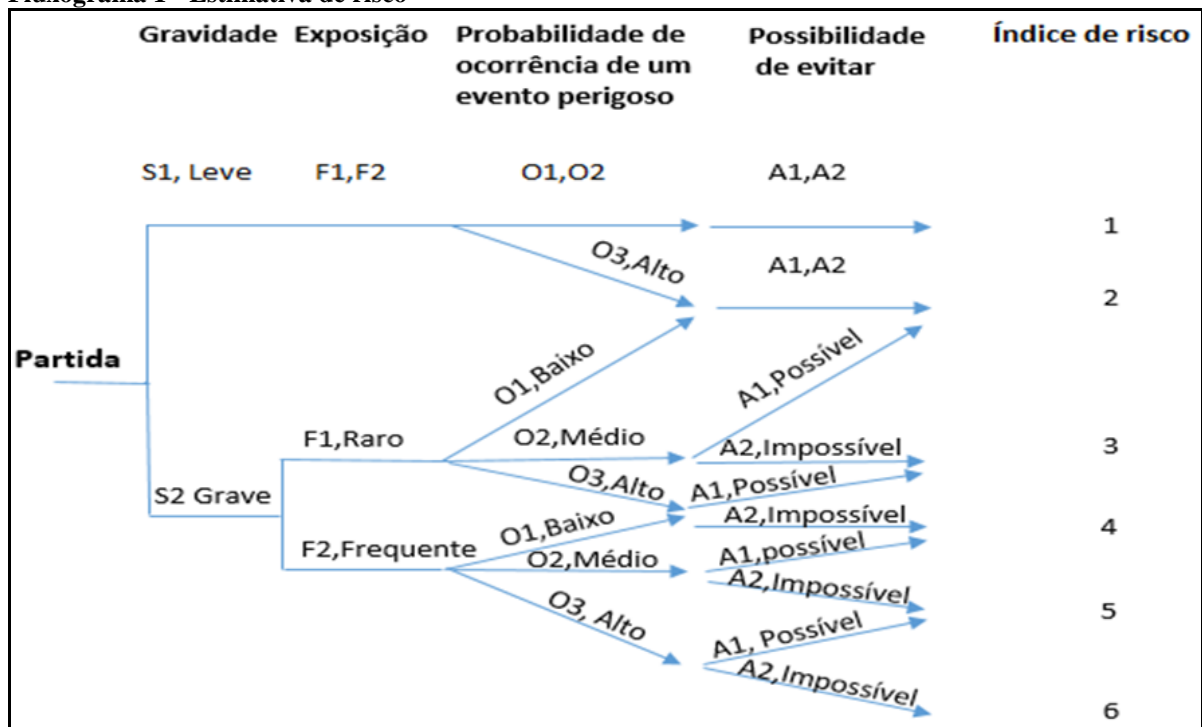 Gravidade Exposição Probabilidade de ocorrência de um evento perigoso Possibilidade de evitar Índice de risco
S1, Leve F1,F2 O1,O2 A1,A2
1
O3,Alto A1,A2
2
Partida
O1,Baixo A1,Possível
F1,Raro O2,Médio A2,Impossível 3
O3,Alto A1,Possível
S2 Grave
O1,Baixo A2,Impossível 4
F2,Frequente O2,Médio A1,possível
A2,Impossível 5
O3, Alto A1, Possível
A2,Impossível 6